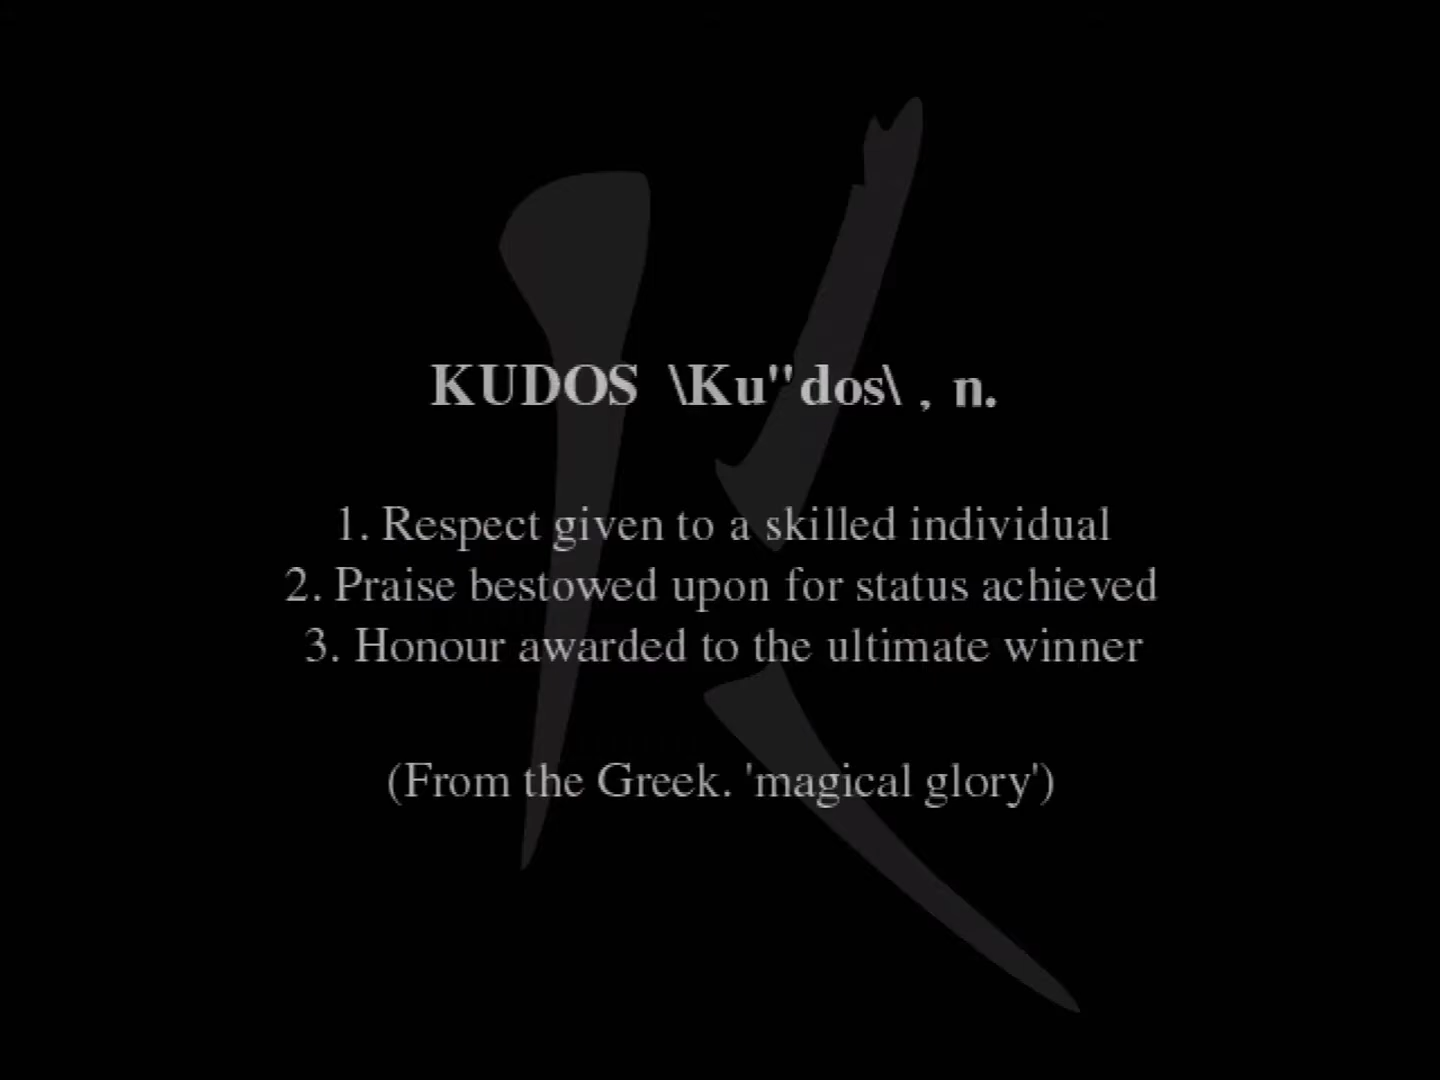 KUDOS \Ku"dos\ , n.
1. Respect given to a skilled individual
2. Praise bestowed upon for status achieved
3. Honour awarded to the ultimate winner
(From the Greek. 'magical glory')